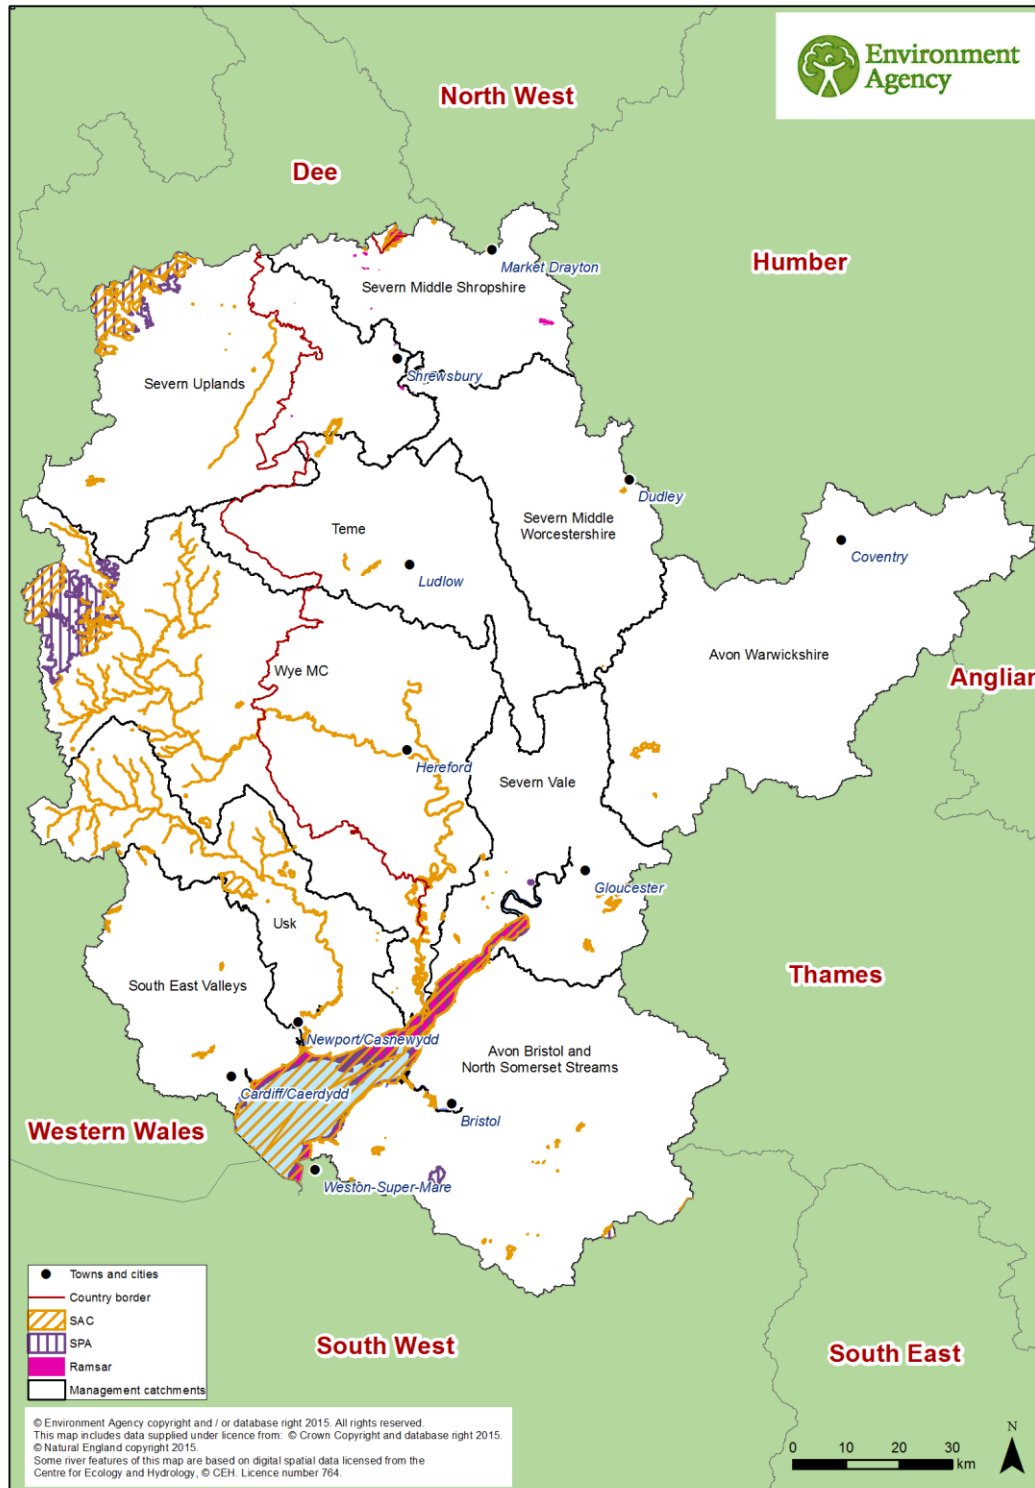 Environment
Agency
North West
Dee
Humber
Market Drayton
Severn Middle Shropshire
Shrewsbury
Severn Uplands
Dudley
Severn Middle
Worcestershire
Teme
Coventry
Ludlow
Avon Warwickshire
Wye MC
Anglian
Hereford
Severn Vale
Gloucester
Usk
Thames
South East Valleys
Newport/Casnewydd
Avon Bristol and
North Somerset Streams
Cardiff/Caerdydd
Bristol
Western Wales
Weston-Super-Mare
Towns and cities
Country border
SAC
SPA
Ramsar
Management catchments
South West
South East
© Environment Agency copyright and / or database right 2015. All rights reserved.
This map includes data supplied under licence from: © Crown Copyright and database right 2015.
© Natural England copyright 2015.
Some river features of this map are based on digital spatial data licensed from the
Centre for Ecology and Hydrology, © CEH. Licence number 764.
N
0 10 20 30
km